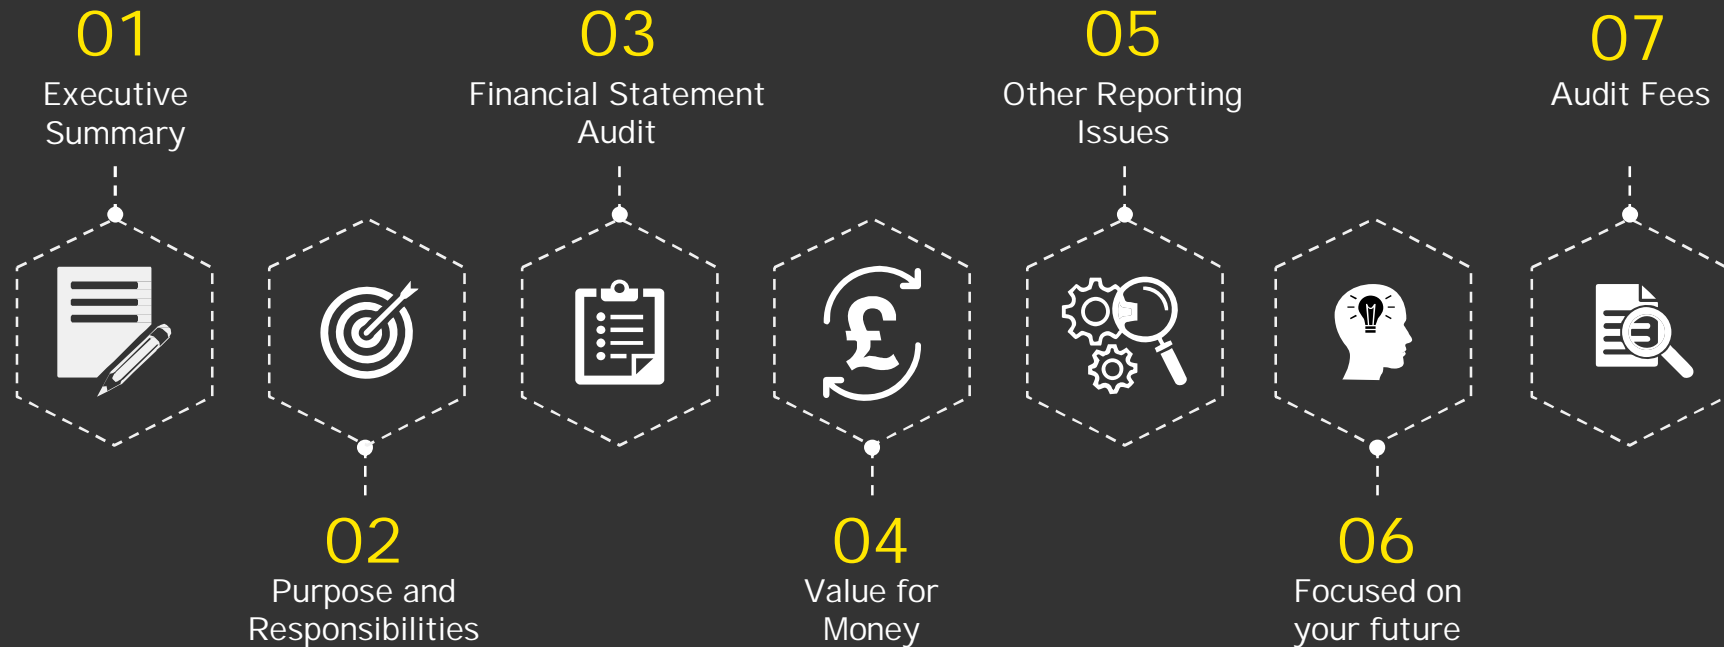 01
Executive
Summary
02
Purpose and
Responsibilities
03
Financial Statement
Audit
04
Value for
Money
05
Other Reporting
Issues
06
Focused on
your future
07
Audit Fees